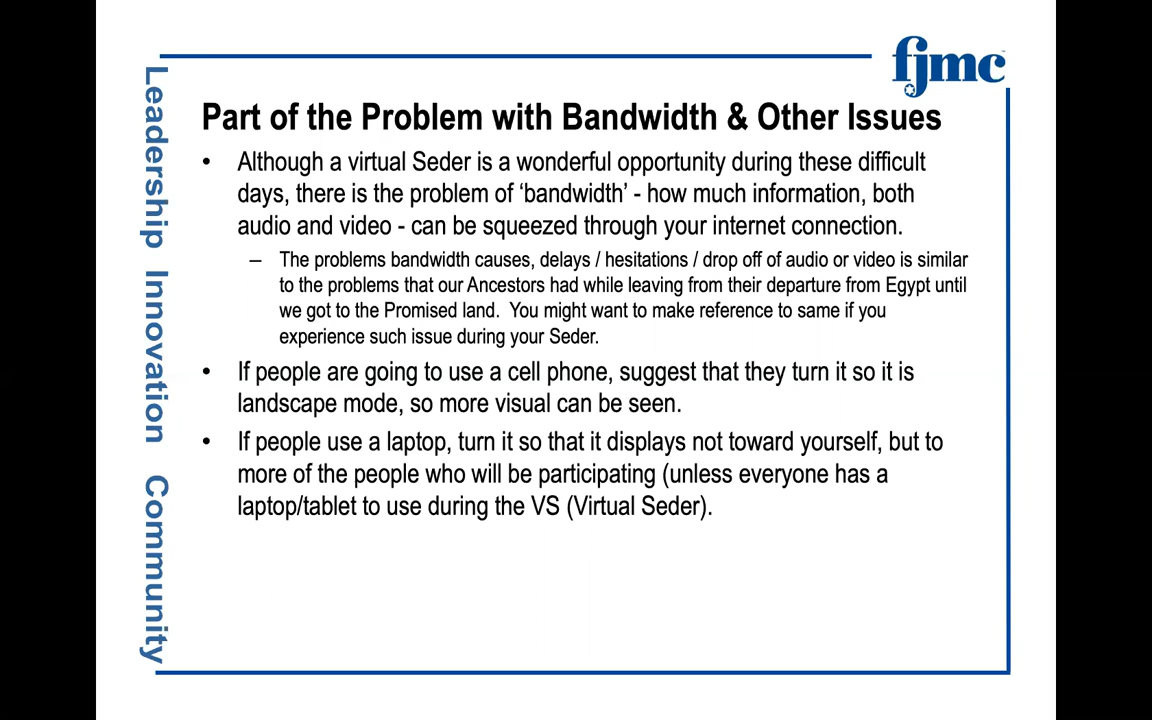 fjmc
Leadership Innovation Community
Part of the Problem with Bandwidth & Other Issues
• Although a virtual Seder is a wonderful opportunity during these difficult
days, there is the problem of ‘bandwidth’ - how much information, both
audio and video - can be squeezed through your internet connection.
– The problems bandwidth causes, delays / hesitations / drop off of audio or video is similar
to the problems that our Ancestors had while leaving from their departure from Egypt until
we got to the Promised land. You might want to make reference to same if you
experience such issue during your Seder.
• If people are going to use a cell phone, suggest that they turn it so it is
landscape mode, so more visual can be seen.
• If people use a laptop, turn it so that it displays not toward yourself, but to
more of the people who will be participating (unless everyone has a
laptop/tablet to use during the VS (Virtual Seder).